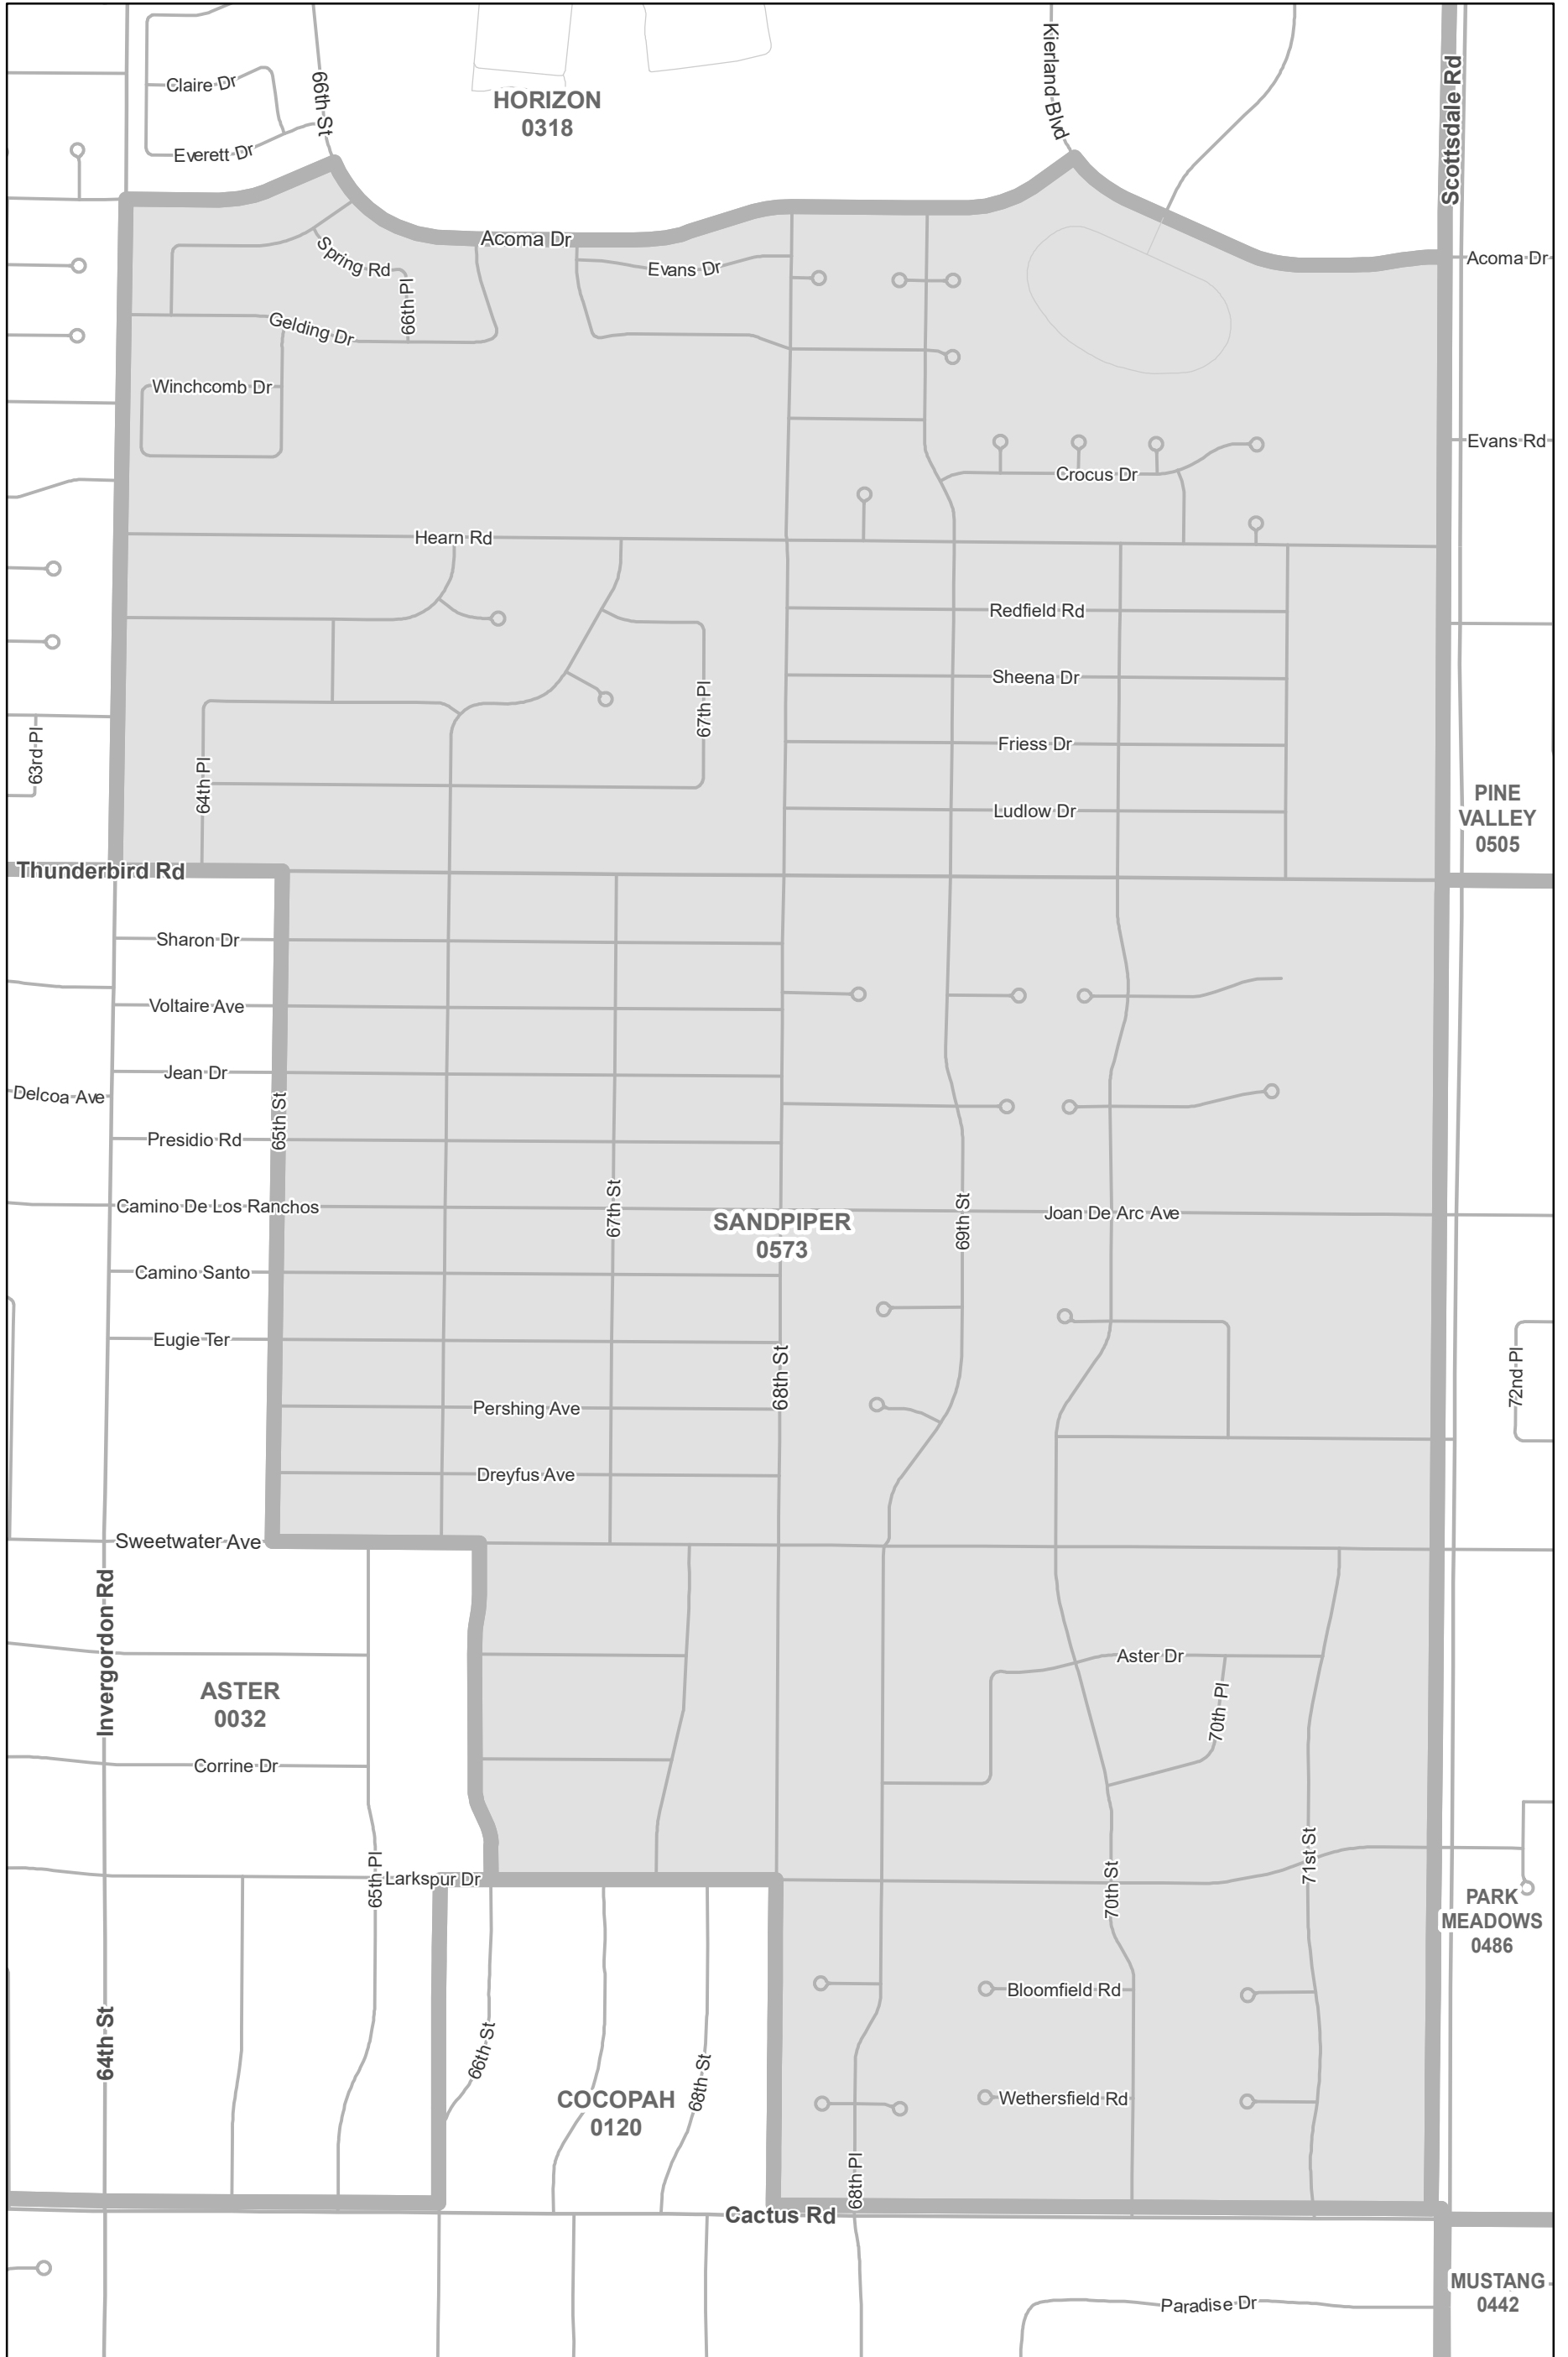 Claire Dr
66th St
HORIZON
0318
Kierland Blvd
Scottsdale Rd
Everett Dr
Acoma Dr
Spring Rd
66th Pl
Evans Dr
Acoma Dr
Gelding Dr
Winchcomb Dr
Evans Rd
Crocus Dr
Hearn Rd
Redfield Rd
Sheena Dr
67th Pl
Friess Dr
63rd Pl
64th Pl
Ludlow Dr
PINE
VALLEY
0505
Thunderbird Rd
Sharon Dr
Voltaire Ave
Jean Dr
Delcoa Ave
65th St
Presidio Rd
Camino De Los Ranchos
67th St
SANDPIPER
0573
69th St
Joan De Arc Ave
Camino Santo
Eugie Ter
68th St
72nd Pl
Pershing Ave
Dreyfus Ave
Sweetwater Ave
Invergordon Rd
ASTER
0032
Aster Dr
70th Pl
Corrine Dr
65th Pl
Larkspur Dr
70th St
71st St
PARK
MEADOWS
0486
Bloomfield Rd
64th St
66th St
COCOPAH
0120
68th St
Wethersfield Rd
68th Pl
Cactus Rd
MUSTANG
0442
Paradise Dr